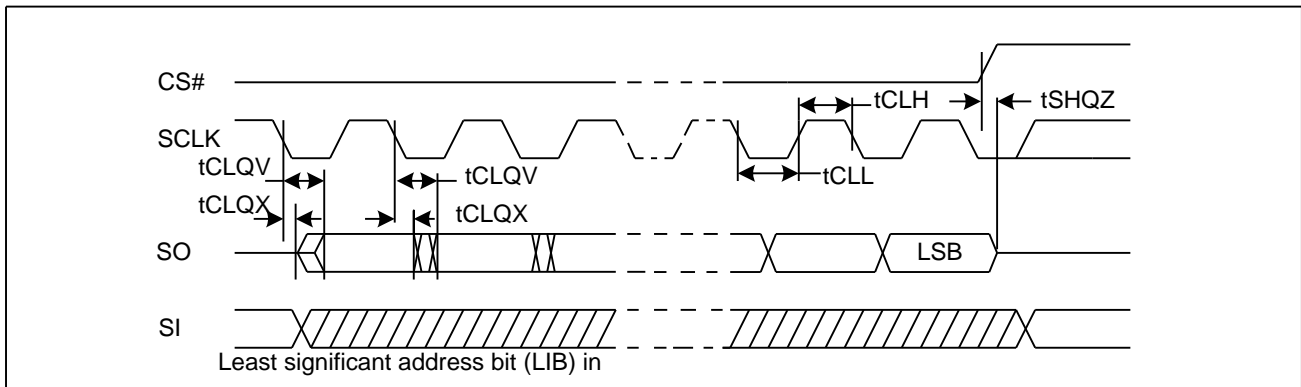 CS#
tCLH
tSHQZ
SCLK
tCLQV
tCLQV
tCLL
tCLQX
tCLQX
SO
LSB
SI
Least significant address bit (LIB) in